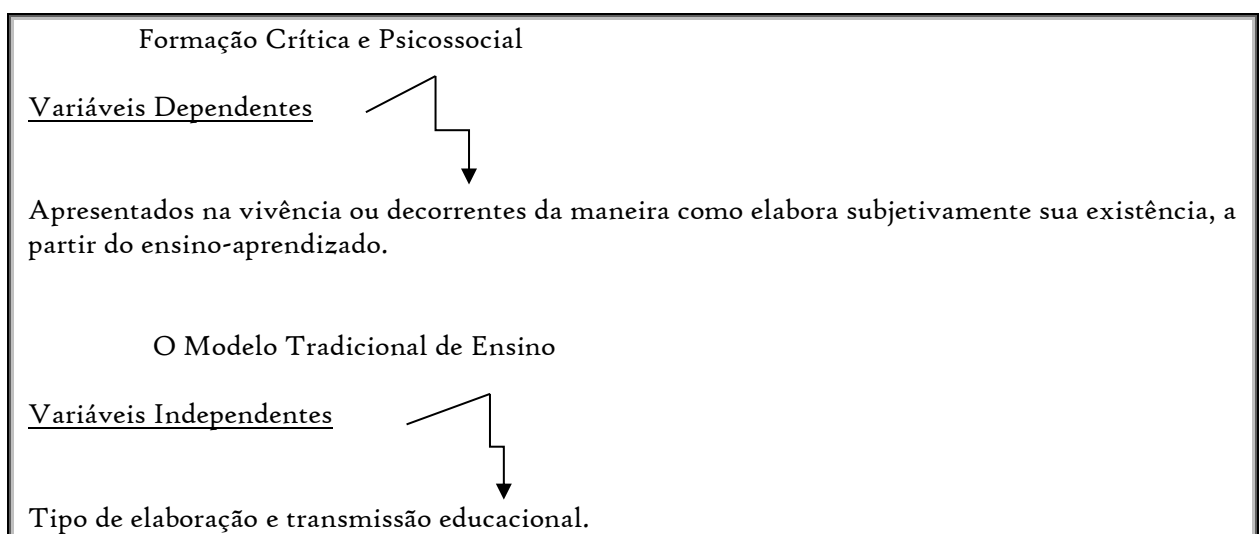 Formação Crítica e Psicossocial
Variáveis Dependentes
Apresentados na vivência ou decorrentes da maneira como elabora subjetivamente sua existência, a
partir do ensino-aprendizado.
O Modelo Tradicional de Ensino
Variáveis Independentes
Tipo de elaboração e transmissão educacional.